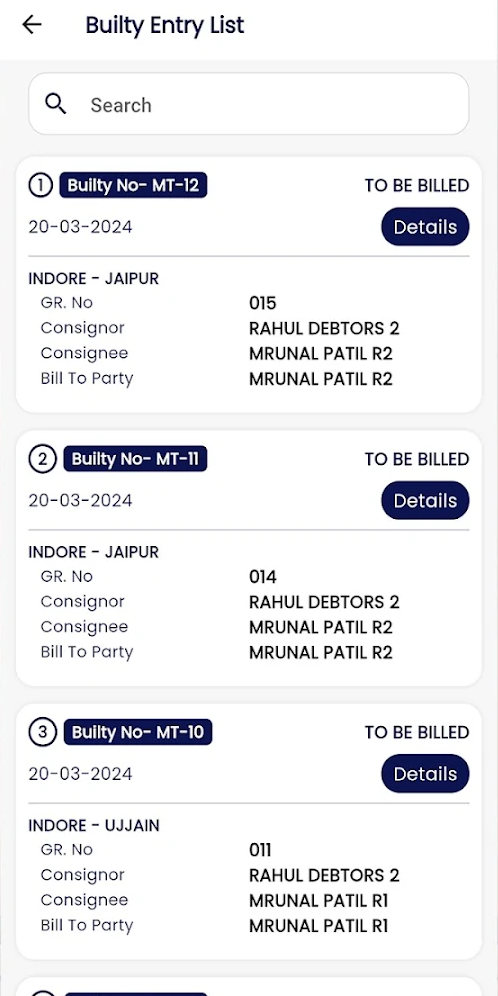 Builty Entry List
Search
1 Builty No- MT-12 TO BE BILLED
20-03-2024 Details
INDORE - JAIPUR
GR. No 015
Consignor RAHUL DEBTORS 2
Consignee MRUNAL PATIL R2
Bill To Party MRUNAL PATIL R2
2 Builty No- MT-11 TO BE BILLED
20-03-2024 Details
INDORE - JAIPUR
GR. No 014
Consignor RAHUL DEBTORS 2
Consignee MRUNAL PATIL R2
Bill To Party MRUNAL PATIL R2
3 Builty No- MT-10 TO BE BILLED
20-03-2024 Details
INDORE - UJJAIN
GR. No 011
Consignor RAHUL DEBTORS 2
Consignee MRUNAL PATIL R1
Bill To Party MRUNAL PATIL R1